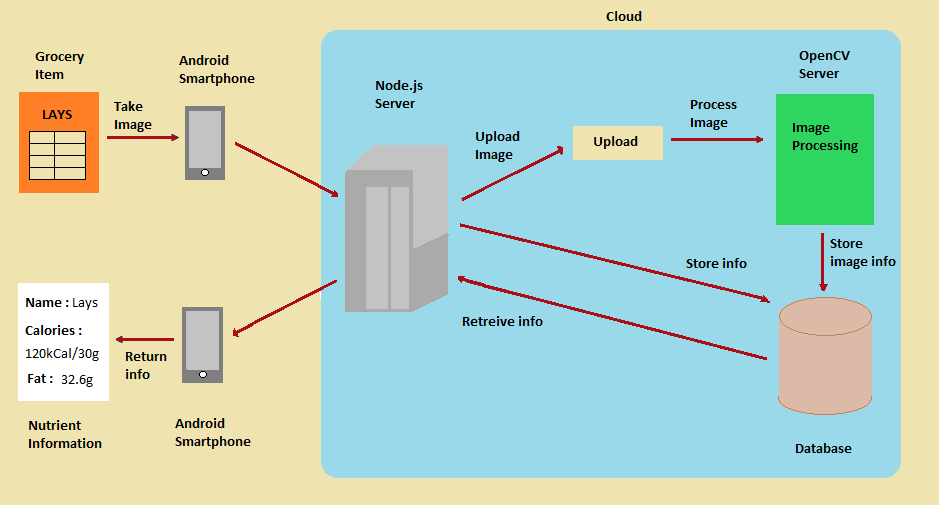 Cloud
Grocery
Item
LAYS
Take
Image
Android
Smartphone
Node.js
Server
Upload
Image
Upload
Process
Image
OpenCV
Server
Image
Processing
Store
image info
Store info
Retreive info
Database
Android
Smartphone
Return
info
Name : Lays
Calories :
120kCal/30g
Fat : 32.6g
Nutrient
Information